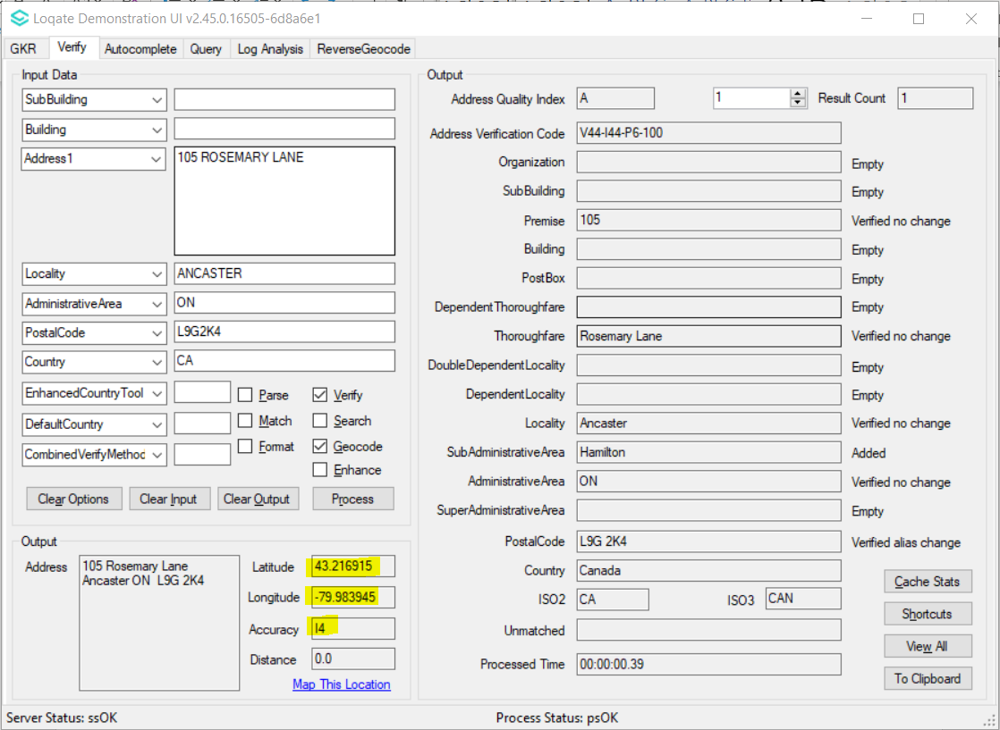 Loqate Demonstration UI v2.45.0.16505-6d8a6e1
GKR Verify Autocomplete Query Log Analysis ReverseGeocode
Input Data
SubBuilding
Building
Address1 105 ROSEMARY LANE
Locality ANCASTER
AdministrativeArea ON
PostalCode L9G2K4
Country CA
EnhancedCountryTool Parse Verify
DefaultCountry Match Search
CombinedVerifyMethod Format Geocode
Enhance
Clear Options Clear Input Clear Output Process
Output
Address 105 Rosemary Lane
Ancaster ON L9G 2K4
Latitude 43.216915
Longitude -79.983945
Accuracy I4
Distance 0.0
Map This Location
Output
Address Quality Index A 1 Result Count 1
Address Verification Code V44-I44-P6-100
Organization Empty
SubBuilding Empty
Premise 105 Verified no change
Building Empty
PostBox Empty
DependentThoroughfare Empty
Thoroughfare Rosemary Lane Verified no change
DoubleDependentLocality Empty
DependentLocality Empty
Locality Ancaster Verified no change
SubAdministrativeArea Hamilton Added
AdministrativeArea ON Verified no change
SuperAdministrativeArea Empty
PostalCode L9G 2K4 Verified alias change
Country Canada
ISO2 CA ISO3 CAN
Unmatched
Processed Time 00:00:00.39
Cache Stats
Shortcuts
View All
To Clipboard
Server Status: ssOK Process Status: psOK